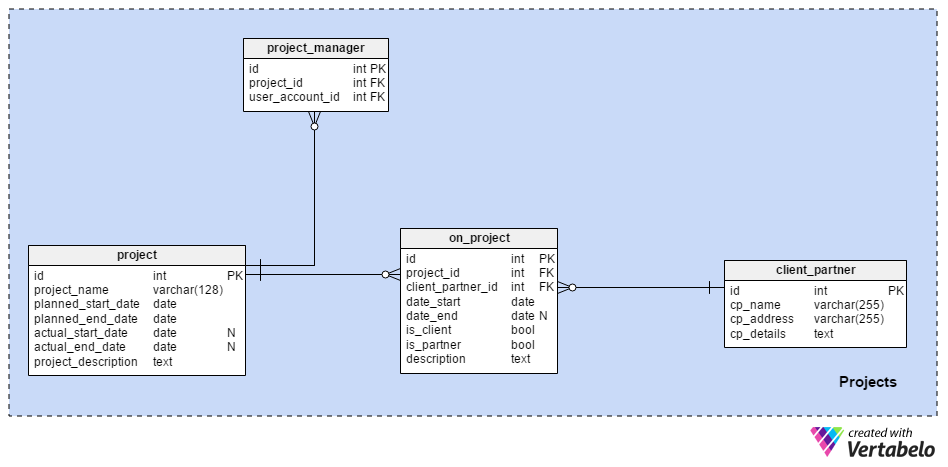 project_manager
id int PK
project_id int FK
user_account_id int FK
project
id int PK
project_name varchar(128)
planned_start_date date
planned_end_date date
actual_start_date date N
actual_end_date date N
project_description text
on_project
id int PK
project_id int FK
client_partner_id int FK
date_start date
date_end date N
is_client bool
is_partner bool
description text
client_partner
id int PK
cp_name varchar(255)
cp_address varchar(255)
cp_details text
Projects
created with
Vertabelo